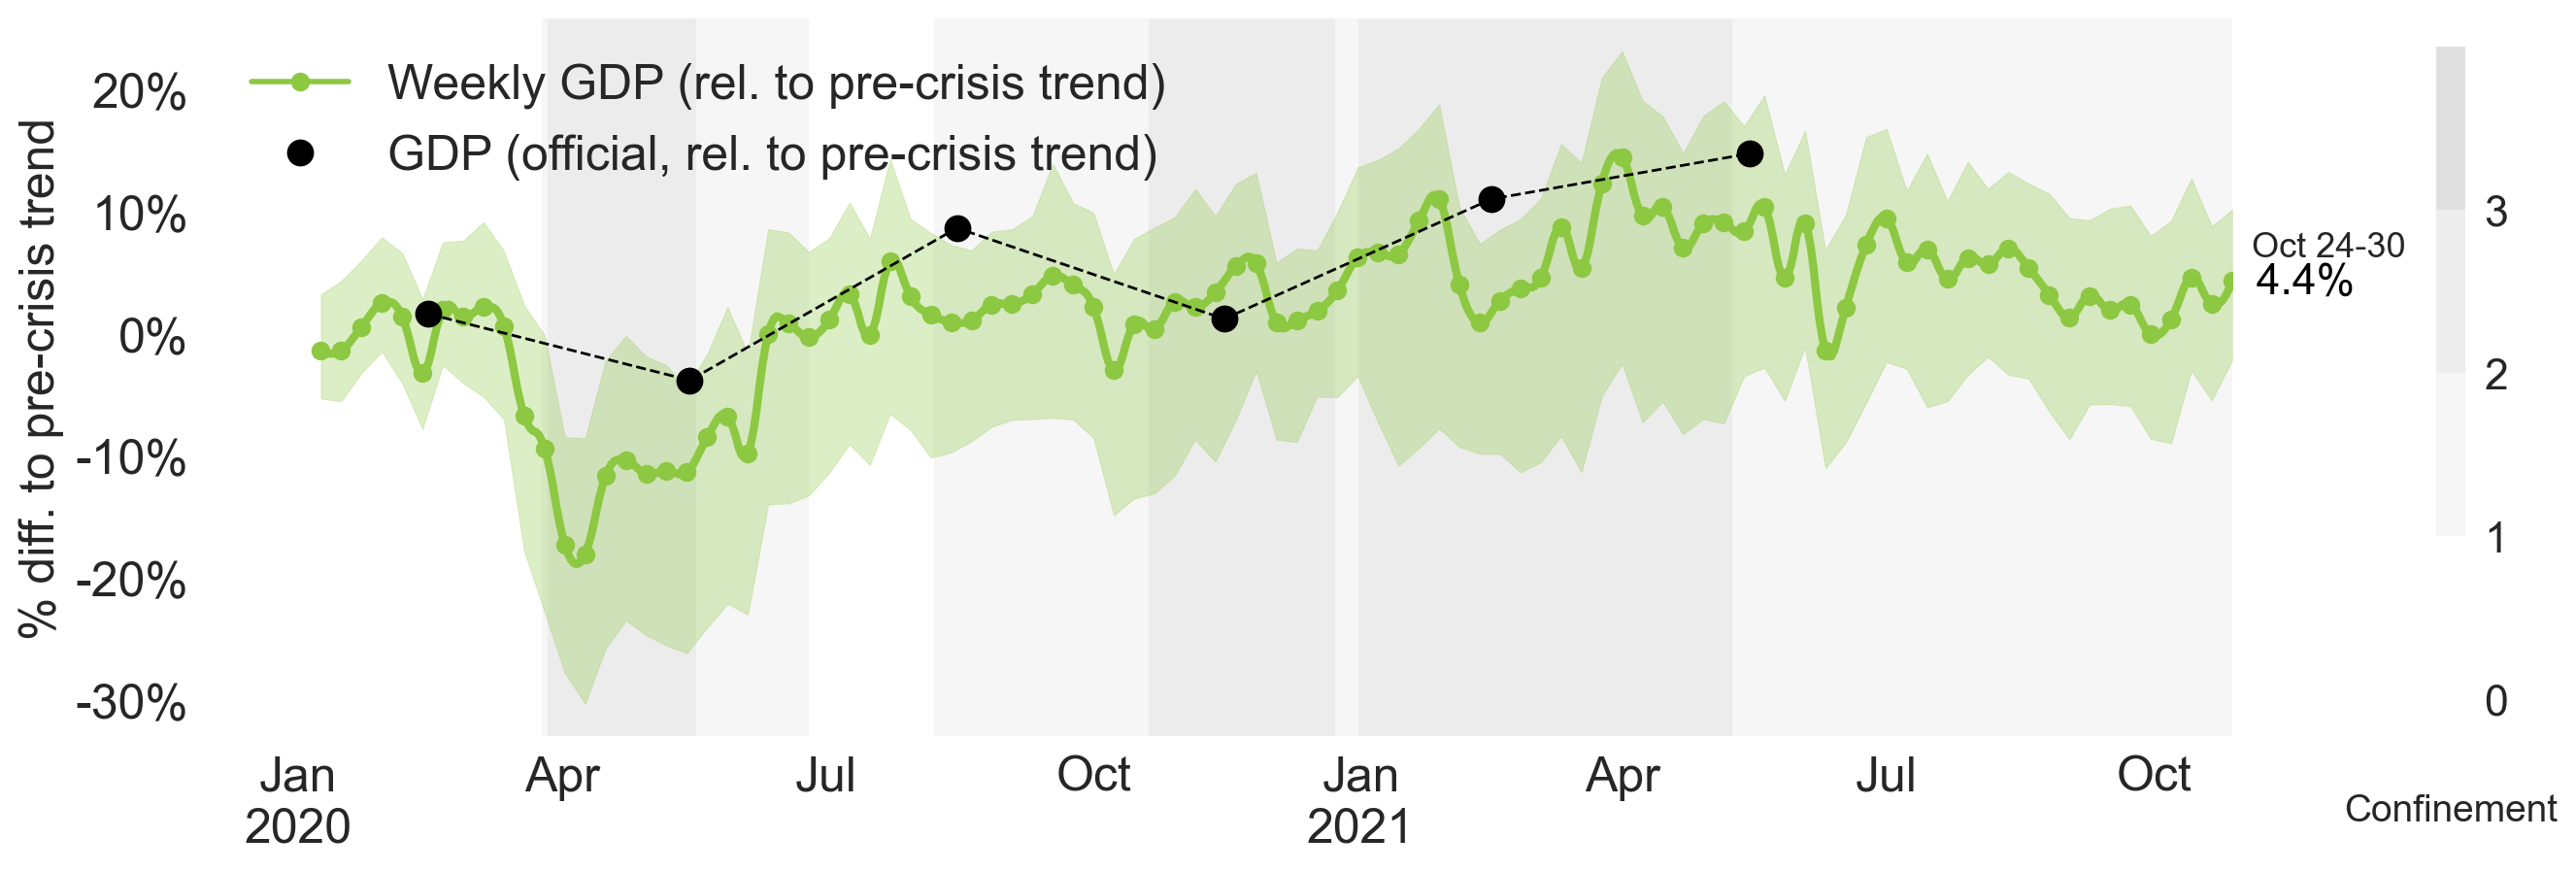 Weekly GDP (rel. to pre-crisis trend)
GDP (official, rel. to pre-crisis trend)
% diff. to pre-crisis trend
20%
10%
0%
-10%
-20%
-30%
Jan
2020
Apr
Jul
Oct
Jan
2021
Apr
Jul
Oct
Oct 24-30
4.4%
3
2
1
0
Confinement